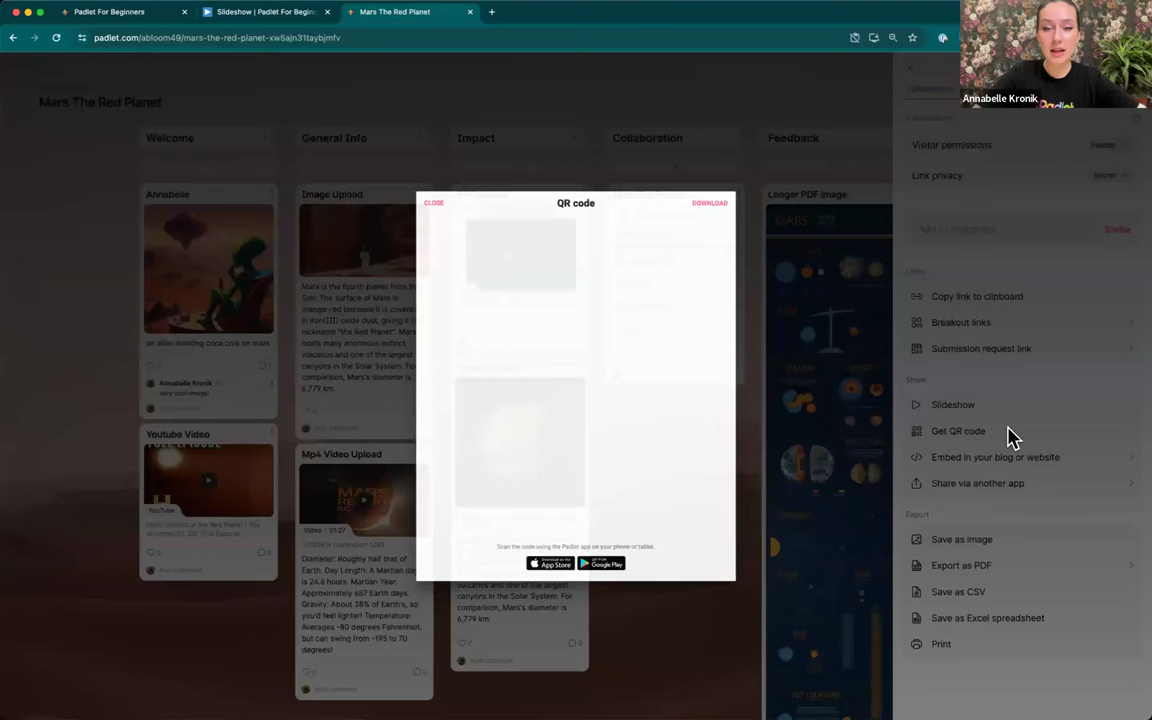 Padlet For Beginners
Slideshow | Padlet For Beginn
Mars The Red Planet
padlet.com/abloom49/mars-the-red-planet-xw5ajn31taybjmfv
Annabelle Kronik
Mars The Red Planet
Welcome
General Info
Impact
Collaboration
Feedback
Annabelle
an alien drinking coca cola on mars
Annabelle Kronik
very cool image!
Youtube Video
YouTube
Image Upload
Mars is the fourth planet from the
Sun. The surface of Mars is
orange-red because it is covered
in iron(III) oxide dust, giving it the
nickname "the Red Planet". Mars
hosts many enormous extinct
volcanos and one of the largest
canyons in the Solar System. For
comparison, Mars's diameter is
6,779 km.
Mp4 Video Upload
Video · 01:27
Diameter: Roughly half that of
Earth. Day Length: A Martian day
is 24.6 hours. Martian Year:
Approximately 687 Earth days.
Gravity: About 38% of Earth's, so
you'd feel lighter! Temperature:
Averages -80 degrees Fahrenheit,
but can swing from -195 to 70
degrees!
CLOSE
QR code
DOWNLOAD
Scan the code using the Padlet app on your phone or tablet.
App Store
Google Play
volcanos and one of the largest
canyons in the Solar System. For
comparison, Mars's diameter is
6,779 km.
Longer PDF image
MARS
Visitor permissions
Reader
Link privacy
Secret
Add a collaborator
Invite
Links
Copy link to clipboard
Breakout links
Submission request link
Share
Slideshow
Get QR code
Embed in your blog or website
Share via another app
Export
Save as image
Export as PDF
Save as CSV
Save as Excel spreadsheet
Print